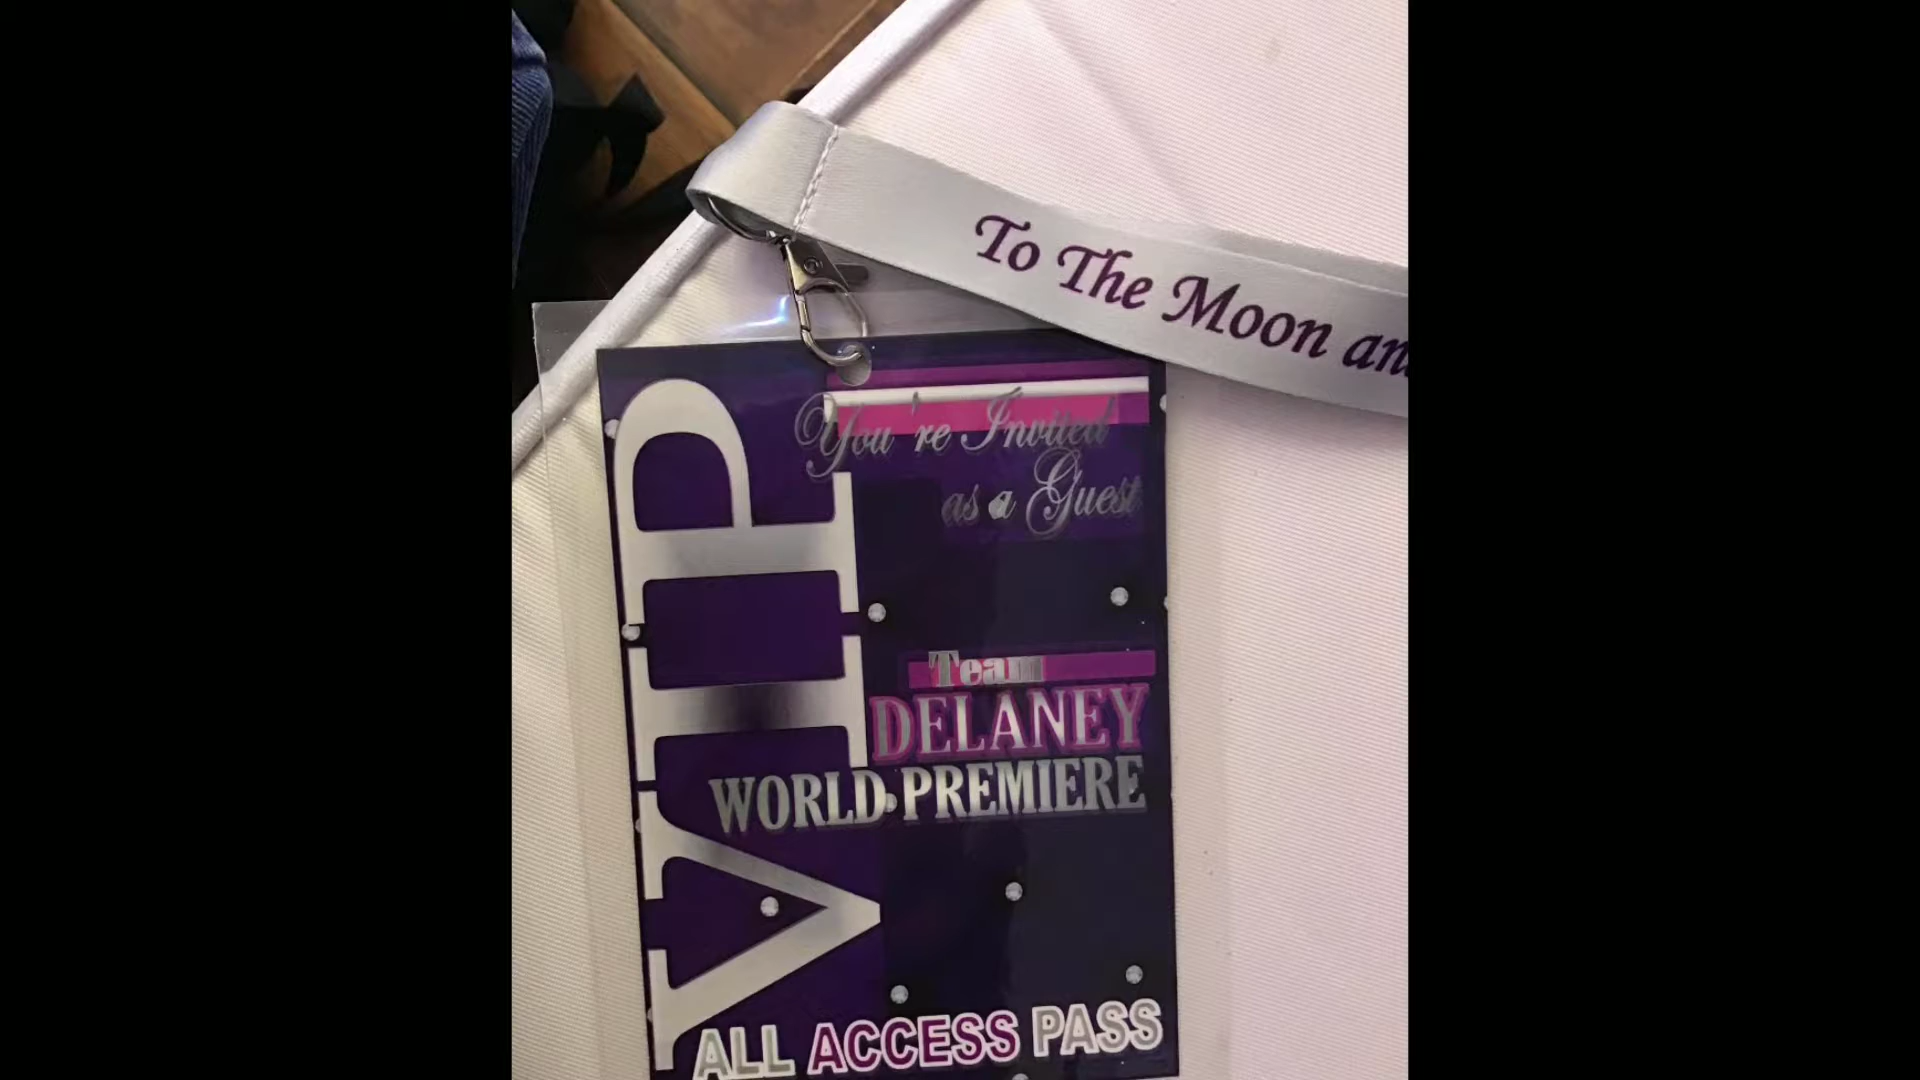 To The Moon an
You're Invited
as a Guest
VIP
Team
DELANEY
WORLD PREMIERE
ALL ACCESS PASS